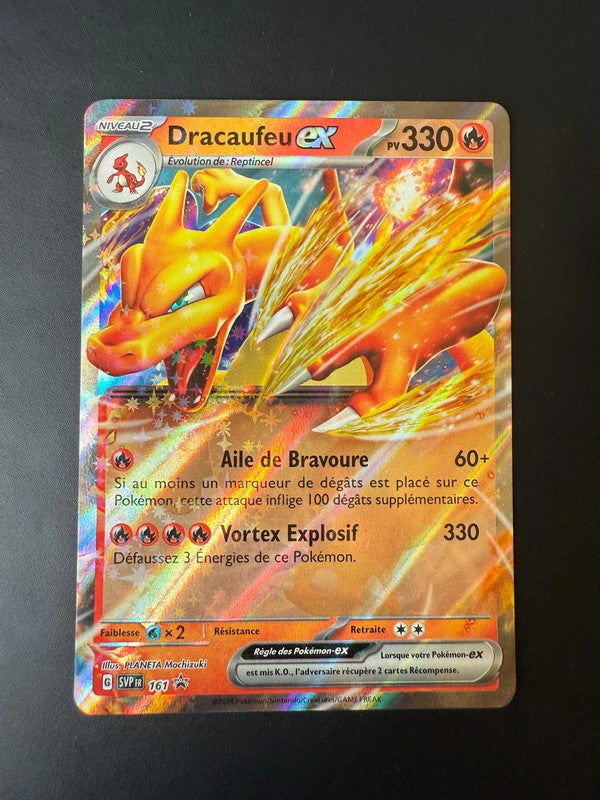 NIVEAU2
Dracaufeu ex
PV 330
Évolution de : Reptincel
Aile de Bravoure 60+
Si au moins un marqueur de dégâts est placé sur ce
Pokémon, cette attaque inflige 100 dégâts supplémentaires.
Vortex Explosif 330
Défaussez 3 Énergies de ce Pokémon.
Faiblesse ×2 Résistance Retraite
Illus. PLANETA Mochizuki
Règle des Pokémon-ex Lorsque votre Pokémon-ex
est mis K.O., l'adversaire récupère 2 cartes Récompense.
G SVP FR 161
©2024 Pokémon/Nintendo/Creatures/GAME FREAK